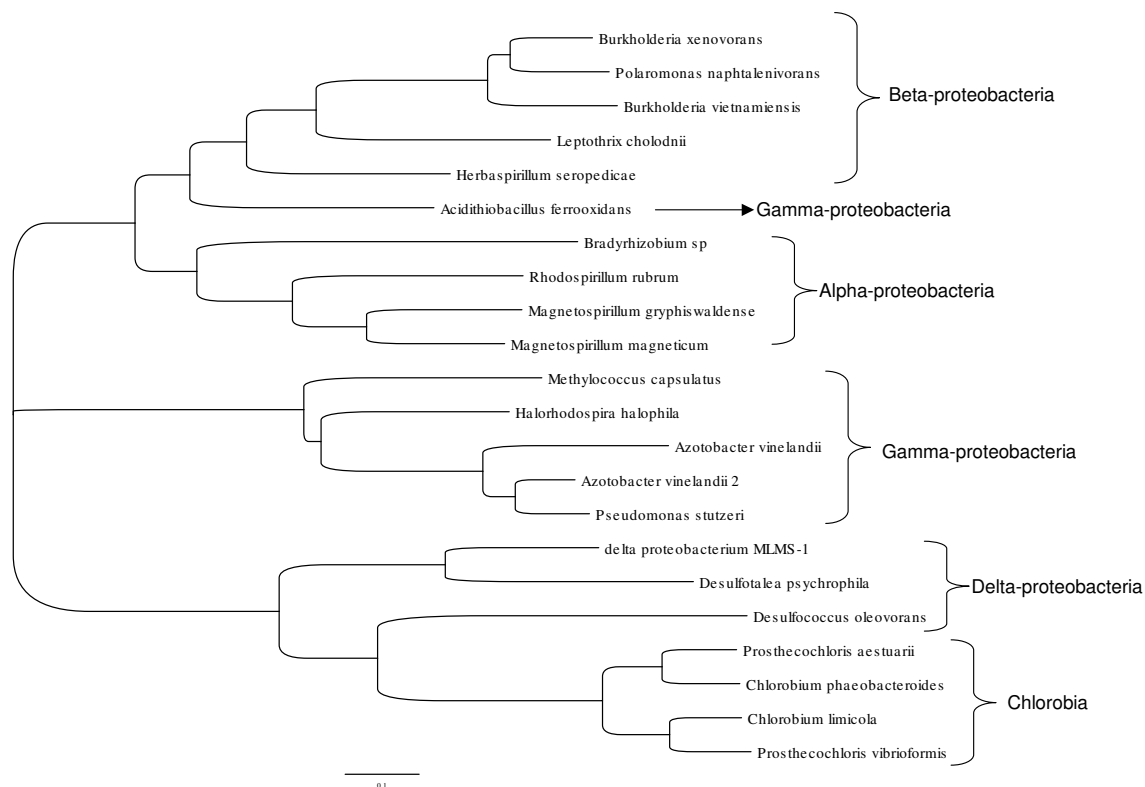 Burkholderia xenovorans
Polaromonas naphtalenivorans
Burkholderia vietnamiensis
Beta-proteobacteria
Leptothrix cholodnii
Herbaspirillum seropedicae
Acidithiobacillus ferrooxidans
Gamma-proteobacteria
Bradyrhizobium sp
Rhodospirillum rubrum
Alpha-proteobacteria
Magnetospirillum gryphiswaldense
Magnetospirillum magneticum
Methylococcus capsulatus
Halorhodospira halophila
Azotobacter vinelandii
Gamma-proteobacteria
Azotobacter vinelandii 2
Pseudomonas stutzeri
delta proteobacterium MLMS-1
Desulfotalea psychrophila
Delta-proteobacteria
Desulfococcus oleovorans
Prosthecochloris aestuarii
Chlorobium phaeobacteroides
Chlorobia
Chlorobium limicola
Prosthecochloris vibrioformis
0.1